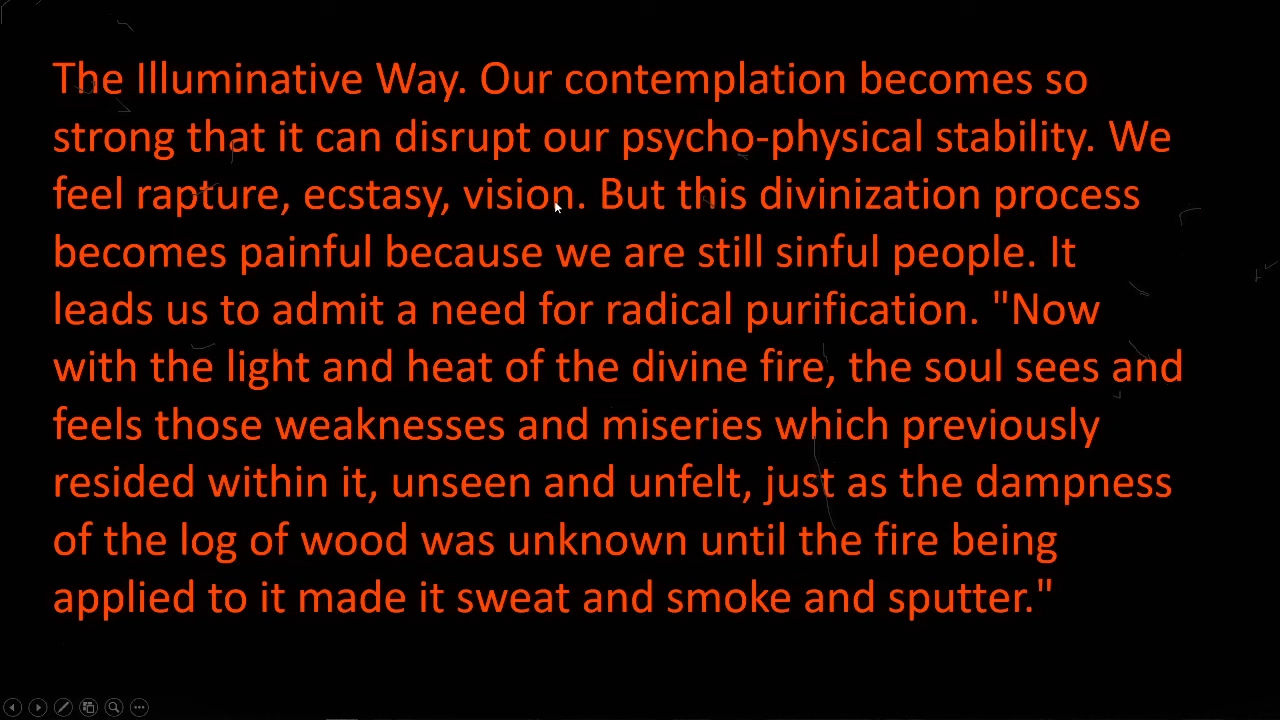 The Illuminative Way. Our contemplation becomes so
strong that it can disrupt our psycho-physical stability. We
feel rapture, ecstasy, vision. But this divinization process
becomes painful because we are still sinful people. It
leads us to admit a need for radical purification. "Now
with the light and heat of the divine fire, the soul sees and
feels those weaknesses and miseries which previously
resided within it, unseen and unfelt, just as the dampness
of the log of wood was unknown until the fire being
applied to it made it sweat and smoke and sputter."